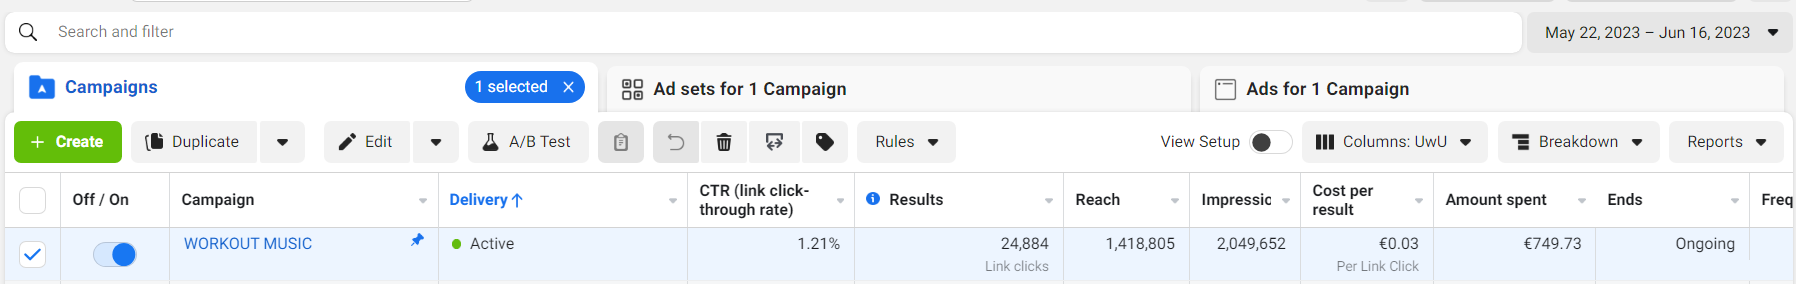 Search and filter
May 22, 2023 – Jun 16, 2023
Campaigns
1 selected
Ad sets for 1 Campaign
Ads for 1 Campaign
+ Create
Duplicate
Edit
A/B Test
Rules
View Setup
Columns: UwU
Breakdown
Reports
Off / On
Campaign
Delivery ↑
CTR (link click-
through rate)
Results
Reach
Impressic
Cost per
result
Amount spent
Ends
Freq
WORKOUT MUSIC
Active
1.21%
24,884
Link clicks
1,418,805
2,049,652
€0.03
Per Link Click
€749.73
Ongoing